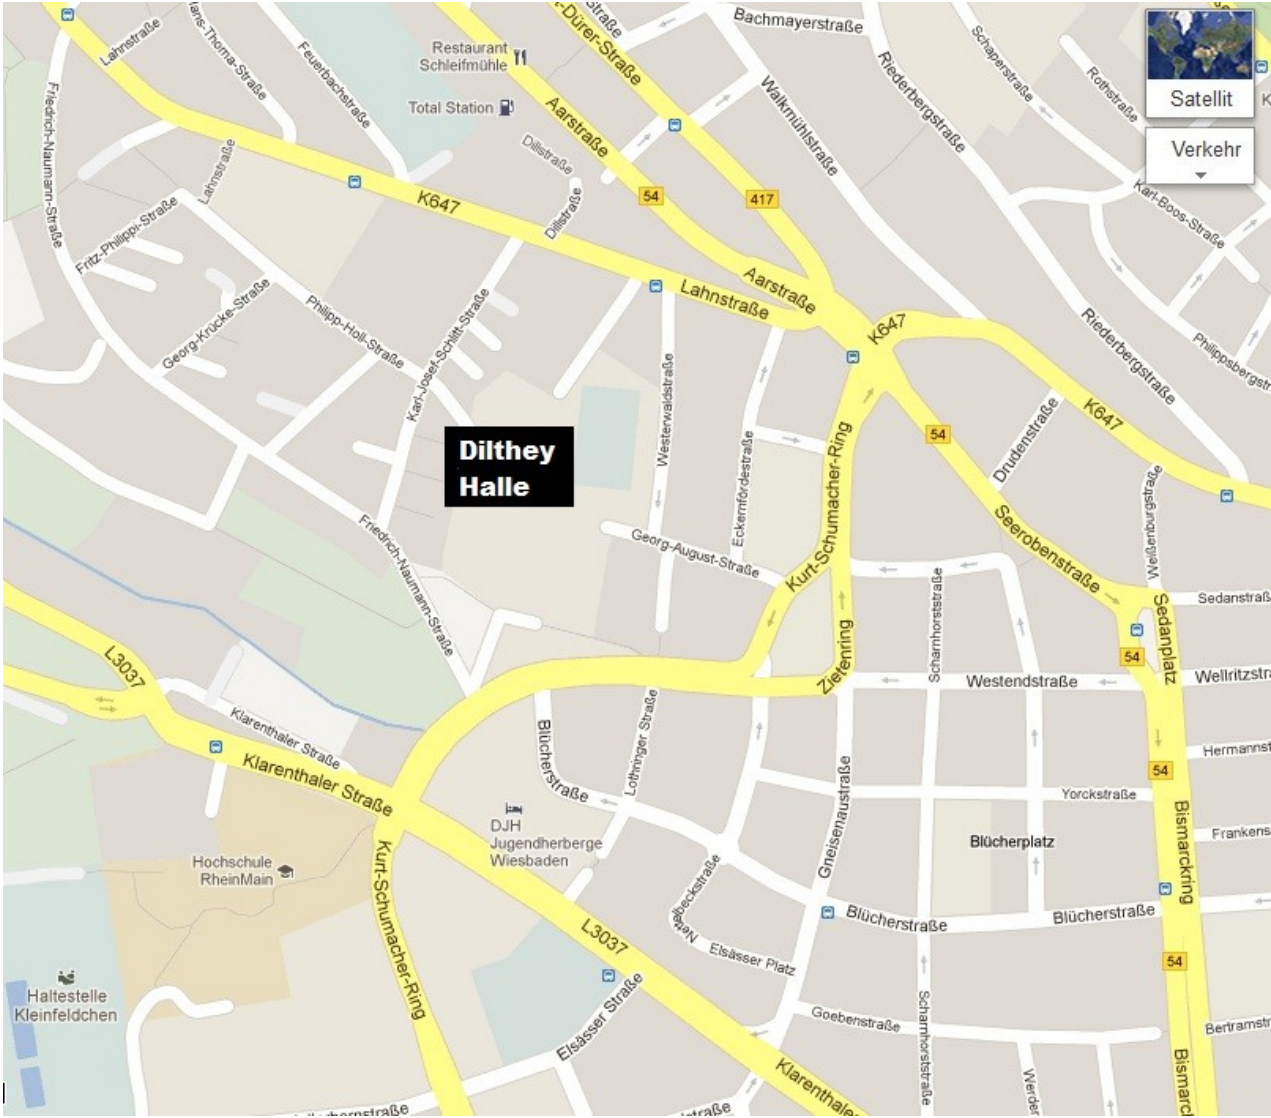 Bachmayerstraße
Lahnstraße
Hans-Thoma-Straße
Feuerbachstraße
Restaurant
Schleifmühle
Total Station
Aarstraße
-Dürer-Straße
straße
Walkmühlstraße
Riederbergstraße
Schaperstraße
Rothstraße
Satellit
Verkehr
Friedrich-Naumann-Straße
Lahnstraße
Dillstraße
Dillstraße
K647
54
417
Karl-Boos-Straße
Fritz-Philippi-Straße
Georg-Krücke-Straße
Philipp-Holl-Straße
Karl-Josef-Schlitt-Straße
Lahnstraße
Aarstraße
K647
Riederbergstraße
Philippsbergstr
K647
Westerwaldstraße
Eckernfördestraße
Kurt-Schumacher-Ring
54
Drudenstraße
Dilthey
Halle
Seerobenstraße
Weißenburgstraße
Friedrich-Naumann-Straße
Georg-August-Straße
Scharnhorststraße
Sedanstraß
Sedanplatz
54
L3037
Zietenring
Westendstraße
Wellritzstra
Klarenthaler Straße
Klarenthaler Straße
Blücherstraße
Lothringer Straße
Gneisenaustraße
Hermannst
54
Yorckstraße
Bismarckring
DJH
Jugendherberge
Wiesbaden
Blücherplatz
Frankens
Hochschule
RheinMain
Kurt-Schumacher-Ring
Nettelbeckstraße
Elsässer Platz
Blücherstraße
Blücherstraße
L3037
54
Haltestelle
Kleinfeldchen
Elsässer Straße
Goebenstraße
Scharnhorststraße
Bertramstr
Werder
Bismarc
Klarenthaler
straße